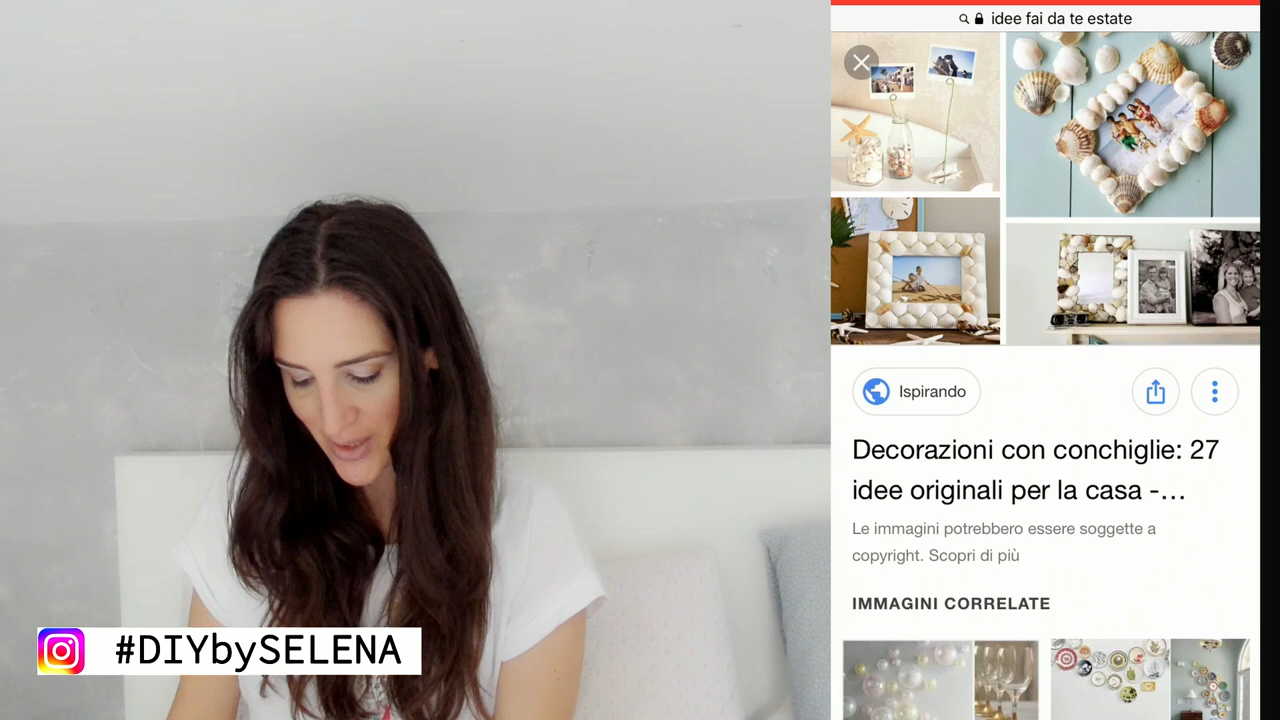 idee fai da te estate
Ispirando
Decorazioni con conchiglie: 27
idee originali per la casa -...
Le immagini potrebbero essere soggette a
copyright. Scopri di più
IMMAGINI CORRELATE
#DIYbySELENA